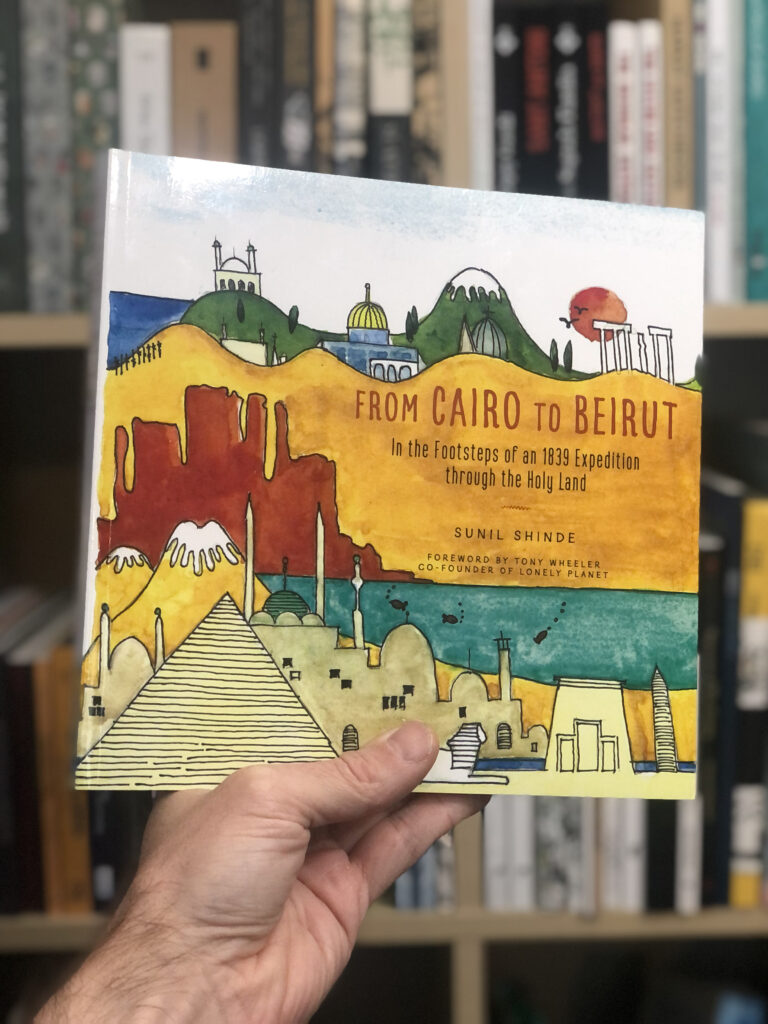 FROM CAIRO TO BEIRUT
In the Footsteps of an 1839 Expedition
through the Holy Land
SUNIL SHINDE
FOREWORD BY TONY WHEELER
CO-FOUNDER OF LONELY PLANET